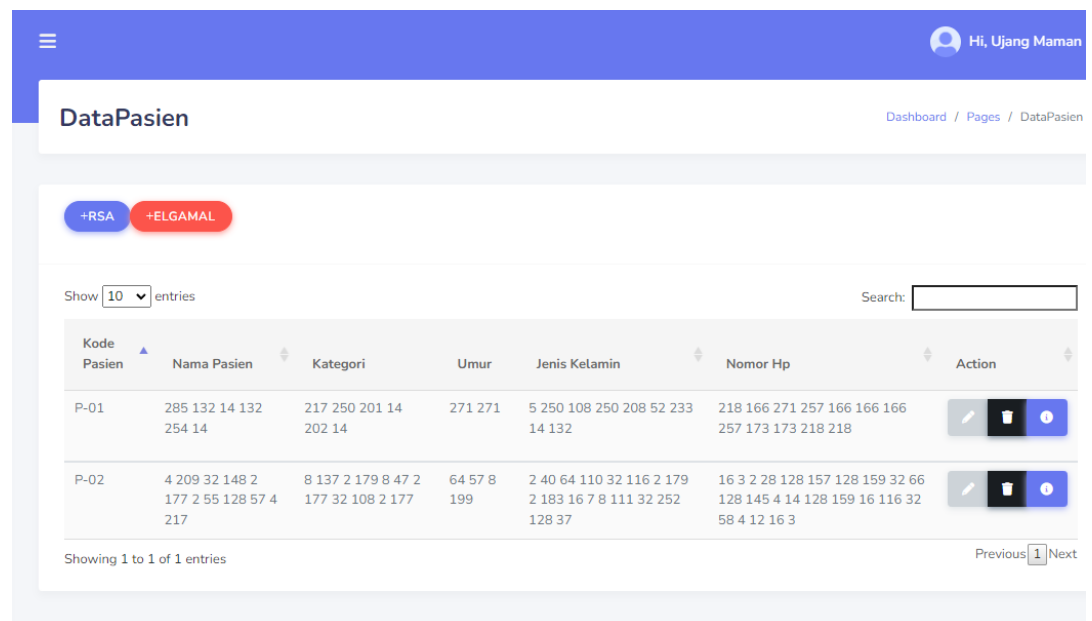 Hi, Ujang Maman
DataPasien
Dashboard / Pages / DataPasien
+RSA +ELGAMAL
Show 10 entries
Search:
Kode Pasien
Nama Pasien
Kategori
Umur
Jenis Kelamin
Nomor Hp
Action
P-01
285 132 14 132
254 14
217 250 201 14
202 14
271 271
5 250 108 250 208 52 233
14 132
218 166 271 257 166 166 166
257 173 173 218 218
P-02
4 209 32 148 2
177 2 55 128 57 4
217
8 137 2 179 8 47 2
177 32 108 2 177
64 57 8
199
2 40 64 110 32 116 2 179
2 183 16 7 8 111 32 252
128 37
16 3 2 28 128 157 128 159 32 66
128 145 4 14 128 159 16 116 32
58 4 12 16 3
Showing 1 to 1 of 1 entries
Previous 1 Next